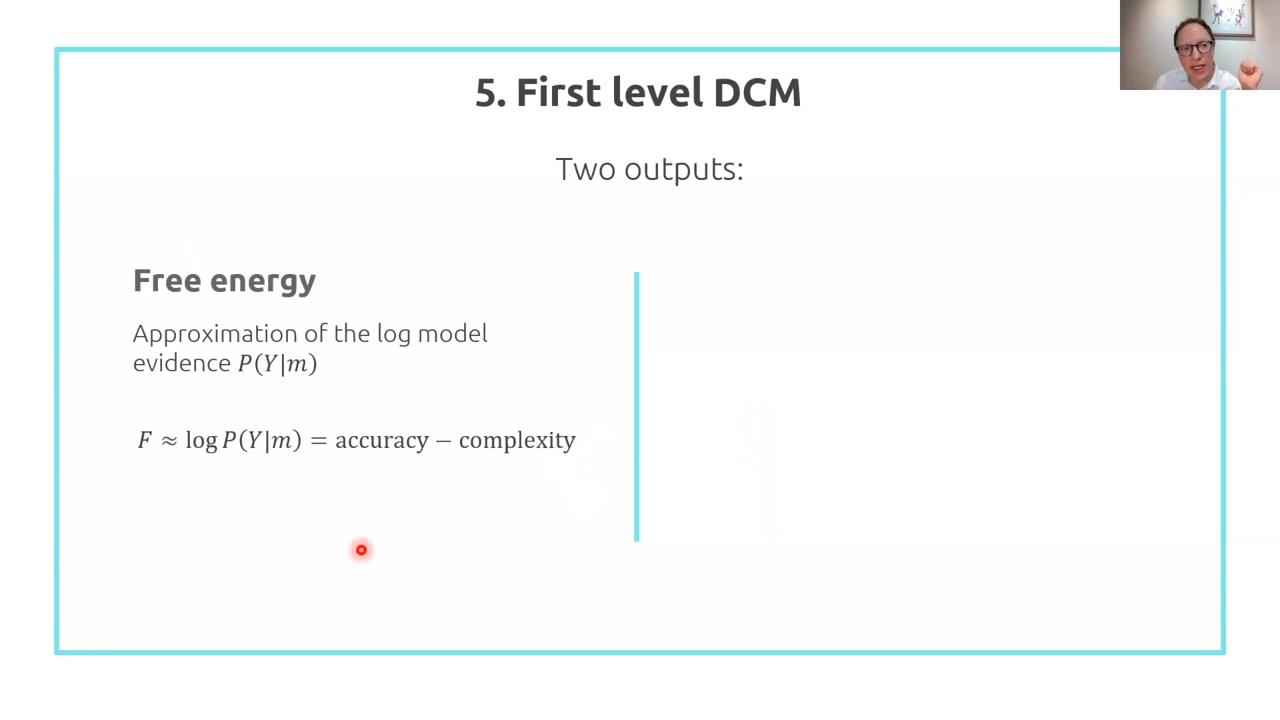 5. First level DCM
Two outputs:
Free energy
Approximation of the log model
evidence P(Y|m)
F ≈ log P(Y|m) = accuracy − complexity